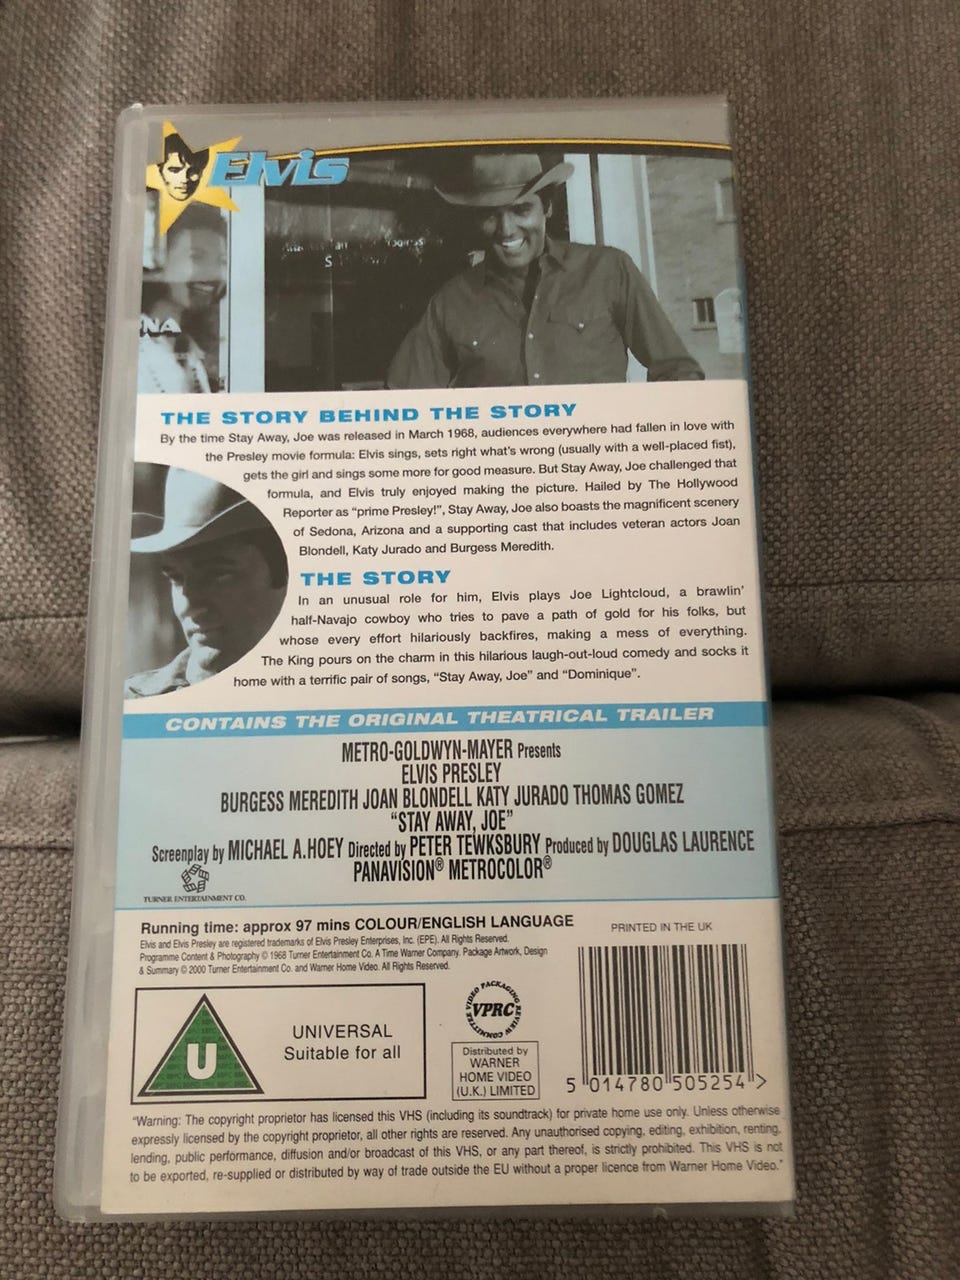 Elvis
NA
THE STORY BEHIND THE STORY
By the time Stay Away, Joe was released in March 1968, audiences everywhere had fallen in love with
the Presley movie formula: Elvis sings, sets right what's wrong (usually with a well-placed fist),
gets the girl and sings some more for good measure. But Stay Away, Joe challenged that
formula, and Elvis truly enjoyed making the picture. Hailed by The Hollywood
Reporter as "prime Presley!", Stay Away, Joe also boasts the magnificent scenery
of Sedona, Arizona and a supporting cast that includes veteran actors Joan
Blondell, Katy Jurado and Burgess Meredith.
THE STORY
In an unusual role for him, Elvis plays Joe Lightcloud, a brawlin'
half-Navajo cowboy who tries to pave a path of gold for his folks, but
whose every effort hilariously backfires, making a mess of everything.
The King pours on the charm in this hilarious laugh-out-loud comedy and socks it
home with a terrific pair of songs, "Stay Away, Joe" and "Dominique".
CONTAINS THE ORIGINAL THEATRICAL TRAILER
METRO-GOLDWYN-MAYER Presents
ELVIS PRESLEY
BURGESS MEREDITH JOAN BLONDELL KATY JURADO THOMAS GOMEZ
"STAY AWAY, JOE"
Screenplay by MICHAEL A.HOEY Directed by PETER TEWKSBURY Produced by DOUGLAS LAURENCE
PANAVISION® METROCOLOR®
TURNER ENTERTAINMENT CO.
Running time: approx 97 mins COLOUR/ENGLISH LANGUAGE
PRINTED IN THE UK
Elvis and Elvis Presley are registered trademarks of Elvis Presley Enterprises, Inc. (EPE). All Rights Reserved.
Programme Content & Photography © 1968 Turner Entertainment Co. A Time Warner Company. Package Artwork, Design
& Summary © 2000 Turner Entertainment Co. and Warner Home Video. All Rights Reserved.
U
UNIVERSAL
Suitable for all
VIDEO PACKAGING REVIEW COMMITTEE
VPRC
Distributed by
WARNER
HOME VIDEO
(U.K.) LIMITED
5 014780 505254 >
"Warning: The copyright proprietor has licensed this VHS (including its soundtrack) for private home use only. Unless otherwise
expressly licensed by the copyright proprietor, all other rights are reserved. Any unauthorised copying, editing, exhibition, renting,
lending, public performance, diffusion and/or broadcast of this VHS, or any part thereof, is strictly prohibited. This VHS is not
to be exported, re-supplied or distributed by way of trade outside the EU without a proper licence from Warner Home Video."